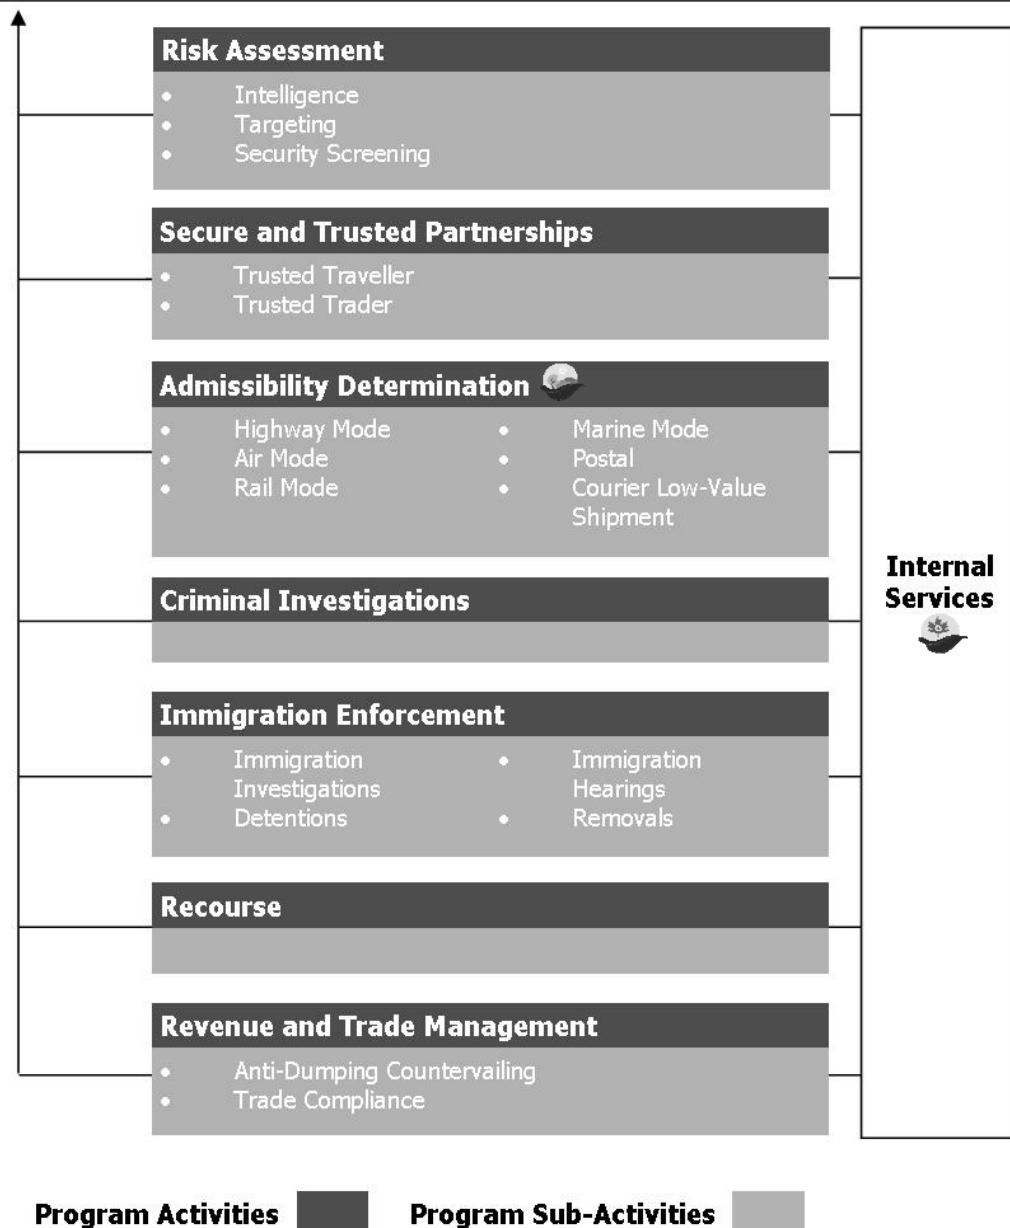 Risk Assessment
• Intelligence
• Targeting
• Security Screening
Secure and Trusted Partnerships
• Trusted Traveller
• Trusted Trader
Admissibility Determination
• Highway Mode
• Air Mode
• Rail Mode
• Marine Mode
• Postal
• Courier Low-Value
Shipment
Criminal Investigations
Immigration Enforcement
• Immigration
Investigations
• Detentions
• Immigration
Hearings
• Removals
Recourse
Revenue and Trade Management
• Anti-Dumping Countervailing
• Trade Compliance
Internal
Services
Program Activities
Program Sub-Activities